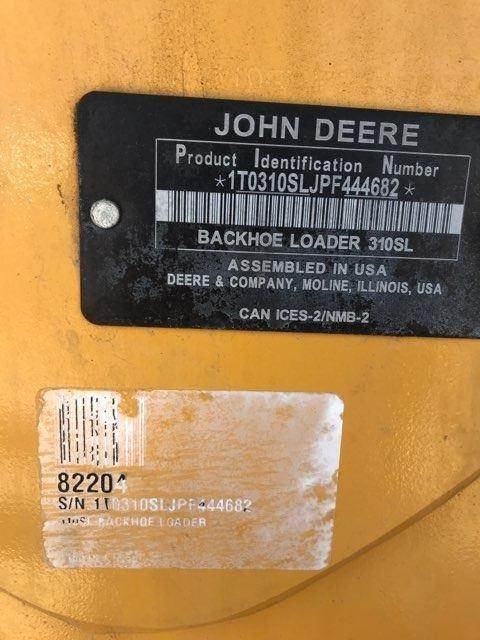 JOHN DEERE
Product Identification Number
*1T0310SLJPF444682*
BACKHOE LOADER 310SL
ASSEMBLED IN USA
DEERE & COMPANY, MOLINE, ILLINOIS, USA
CAN ICES-2/NMB-2
82204
S/N 1T0310SLJPF444682
310SL BACKHOE LOADER